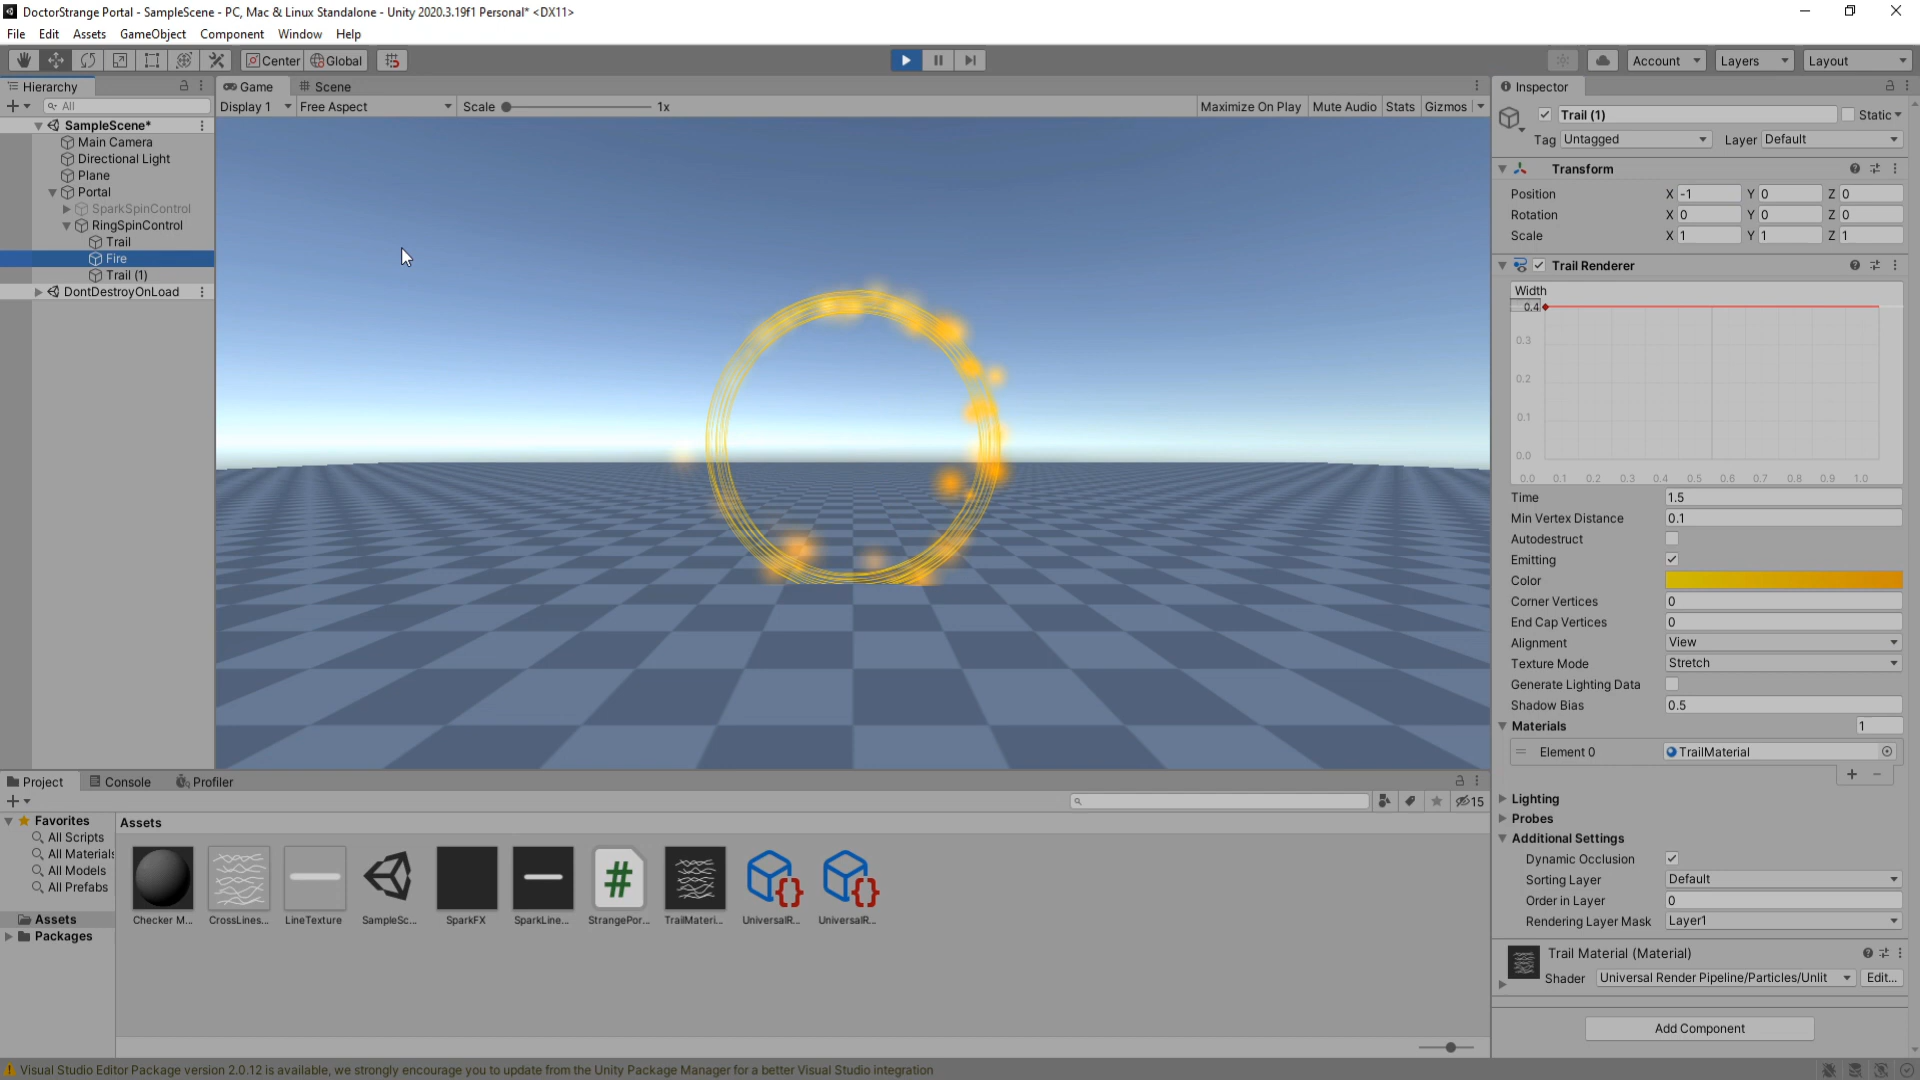 DoctorStrange Portal - SampleScene - PC, Mac & Linux Standalone - Unity 2020.3.19f1 Personal* <DX11>
File Edit Assets GameObject Component Window Help
Center Global Account Layers Layout
Hierarchy
All
SampleScene*
Main Camera
Directional Light
Plane
Portal
SparkSpinControl
RingSpinControl
Trail
Fire
Trail (1)
DontDestroyOnLoad
Game Scene
Display 1 Free Aspect Scale 1x Maximize On Play Mute Audio Stats Gizmos
Inspector
Trail (1) Static
Tag Untagged Layer Default
Transform
Position X -1 Y 0 Z 0
Rotation X 0 Y 0 Z 0
Scale X 1 Y 1 Z 1
Trail Renderer
Width
0.4
0.3
0.2
0.1
0.0
0.0 0.1 0.2 0.3 0.4 0.5 0.6 0.7 0.8 0.9 1.0
Time 1.5
Min Vertex Distance 0.1
Autodestruct
Emitting
Color
Corner Vertices 0
End Cap Vertices 0
Alignment View
Texture Mode Stretch
Generate Lighting Data
Shadow Bias 0.5
Materials 1
Element 0 TrailMaterial
Lighting
Probes
Additional Settings
Dynamic Occlusion
Sorting Layer Default
Order in Layer 0
Rendering Layer Mask Layer1
Trail Material (Material)
Shader Universal Render Pipeline/Particles/Unlit Edit...
Add Component
Project Console Profiler
15
Favorites
All Scripts
All Materials
All Models
All Prefabs
Assets
Packages
Assets
Checker M... CrossLines... LineTexture SampleSc... SparkFX SparkLine... StrangePor... TrailMateri... UniversalR... UniversalR...
Visual Studio Editor Package version 2.0.12 is available, we strongly encourage you to update from the Unity Package Manager for a better Visual Studio integration